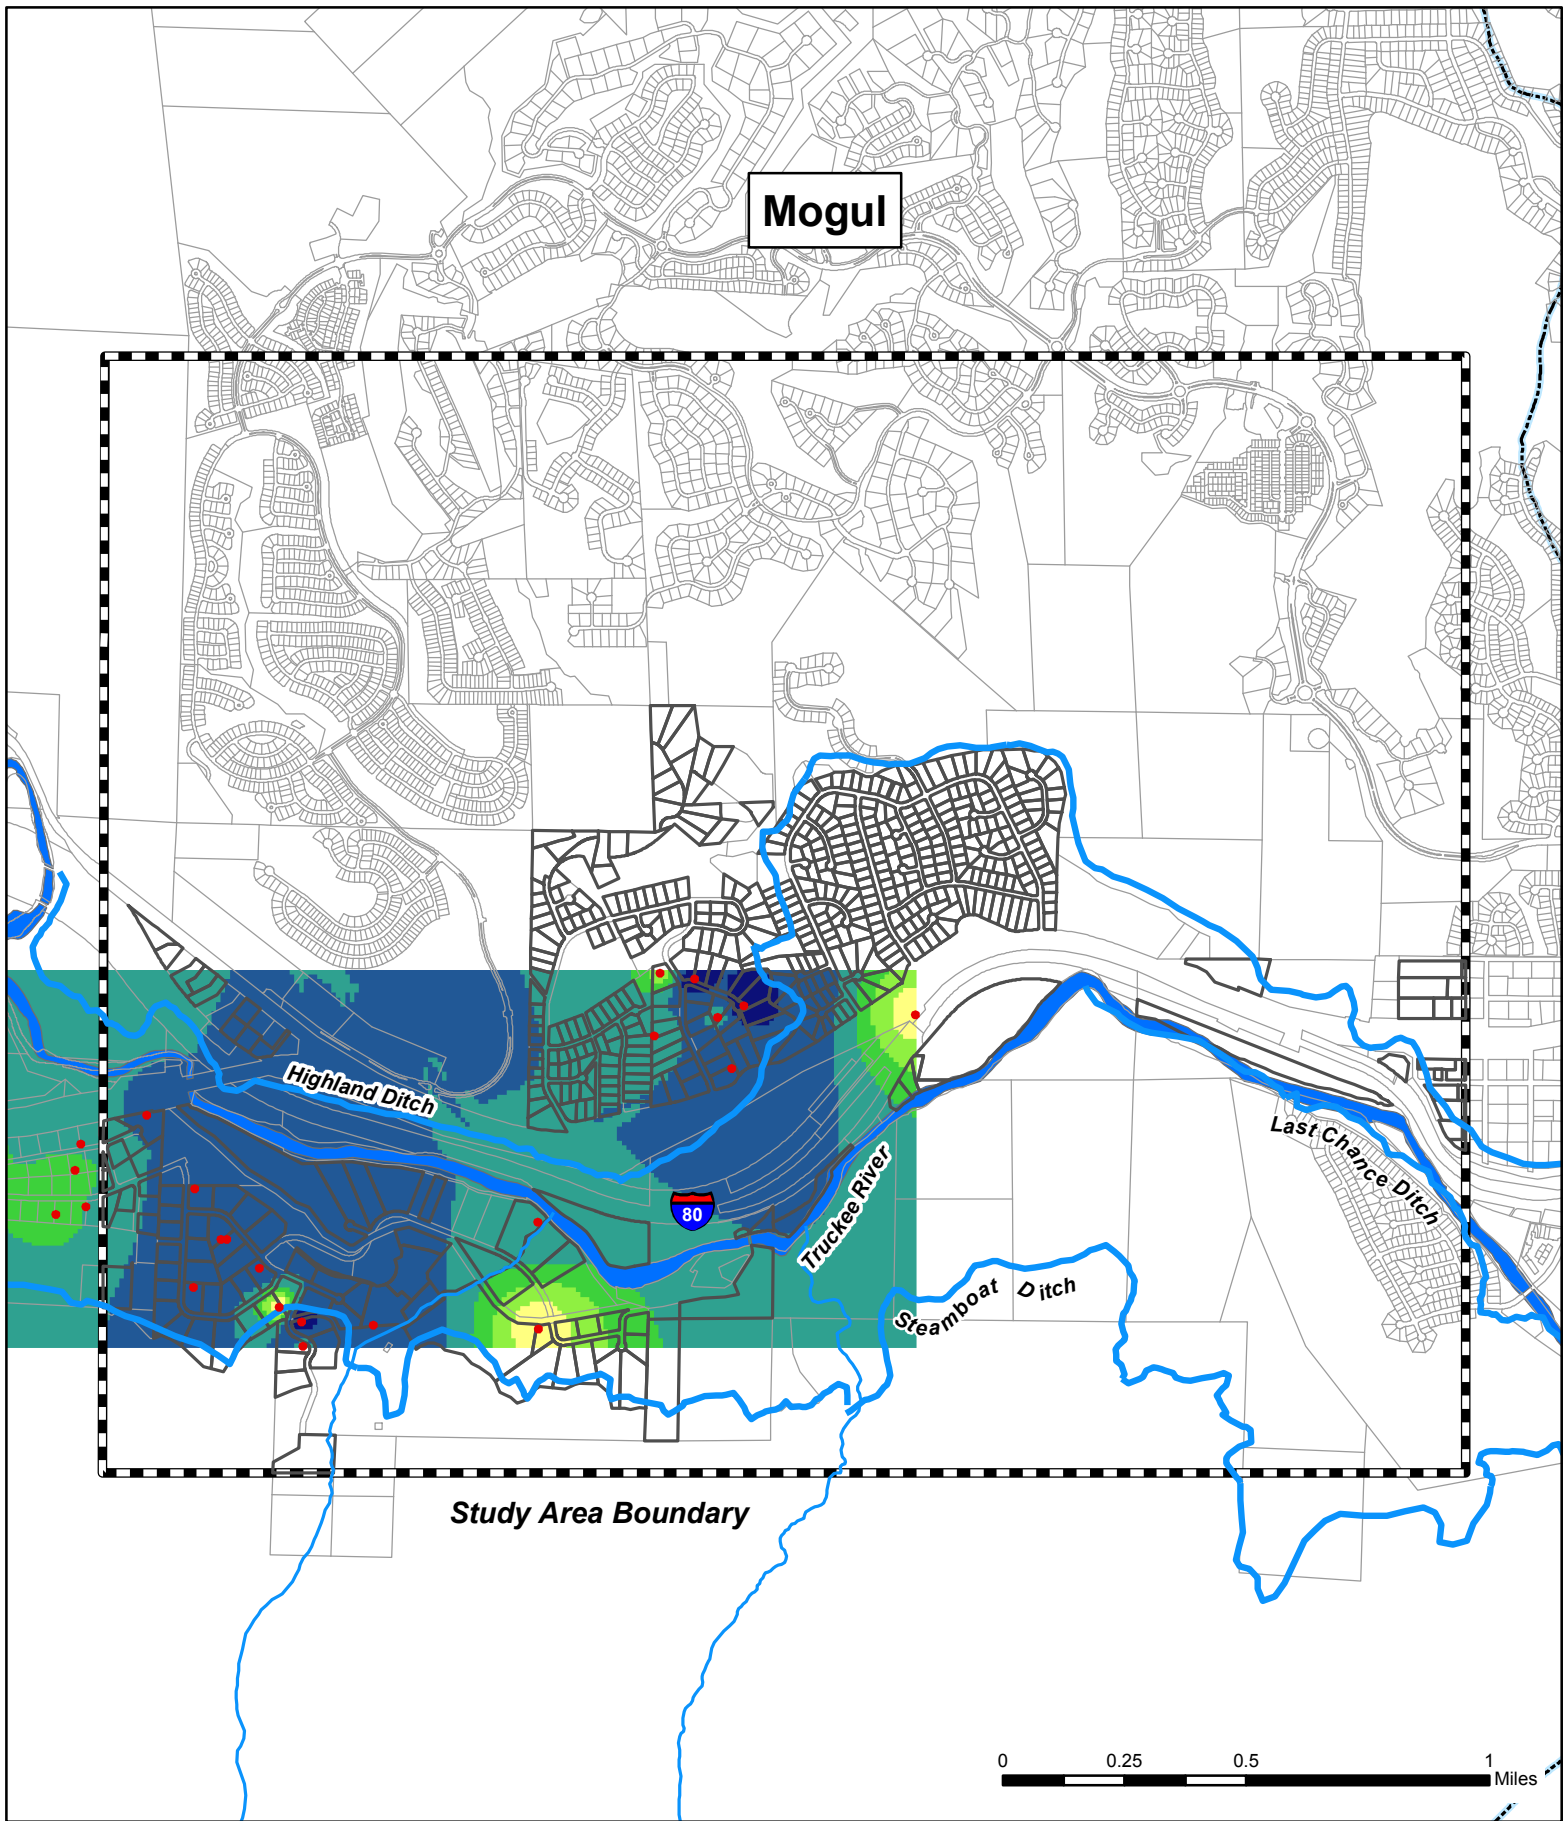 Mogul
Highland Ditch
80
Truckee River
Last Chance Ditch
Steamboat Ditch
Study Area Boundary
0 0.25 0.5 1
Miles